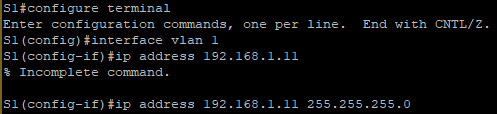 S1#configure terminal
Enter configuration commands, one per line.  End with CNTL/Z.
S1(config)#interface vlan 1
S1(config-if)#ip address 192.168.1.11
% Incomplete command.
S1(config-if)#ip address 192.168.1.11 255.255.255.0